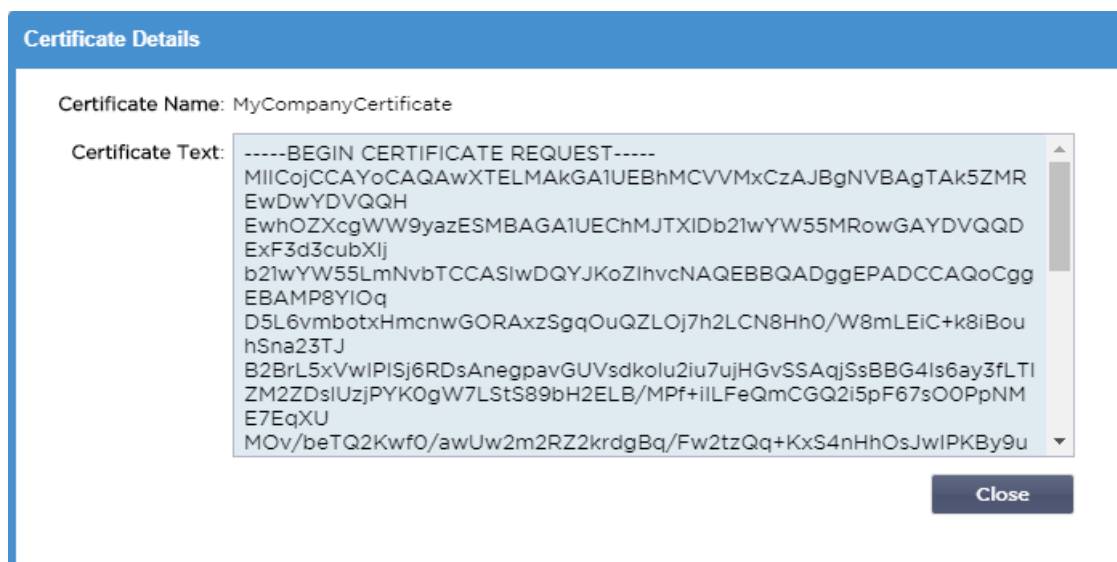 Certificate Details
Certificate Name: MyCompanyCertificate
Certificate Text:
-----BEGIN CERTIFICATE REQUEST-----
MIICojCCAYoCAQAwXTELMAkGA1UEBhMCVVMxCzAJBgNVBAgTAk5ZMR
EwDwYDVQQH
EwhOZXcgWW9yazESMBAGA1UEChMJTXlDb21wYW55MRowGAYDVQQD
ExF3d3cubXlj
b21wYW55LmNvbTCCASIwDQYJKoZIhvcNAQEBBQADggEPADCCAQoCgg
EBAMP8YIOq
D5L6vmbotxHmcnwGORAxzSgqOuQZLOj7h2LCN8Hh0/W8mLEiC+k8iBou
hSna23TJ
B2BrL5xVwIPISj6RDsAnegpavGUVsdkolu2iu7ujHGvSSAqjSsBBG4Is6ay3fLTI
ZM2ZDsIUzjPYK0gW7LStS89bH2ELB/MPf+iILFeQmCGQ2i5pF67sO0PpNM
E7EqXU
MOv/beTQ2Kwf0/awUw2m2RZ2krdgBq/Fw2tzQq+KxS4nHhOsJwIPKBy9u
Close